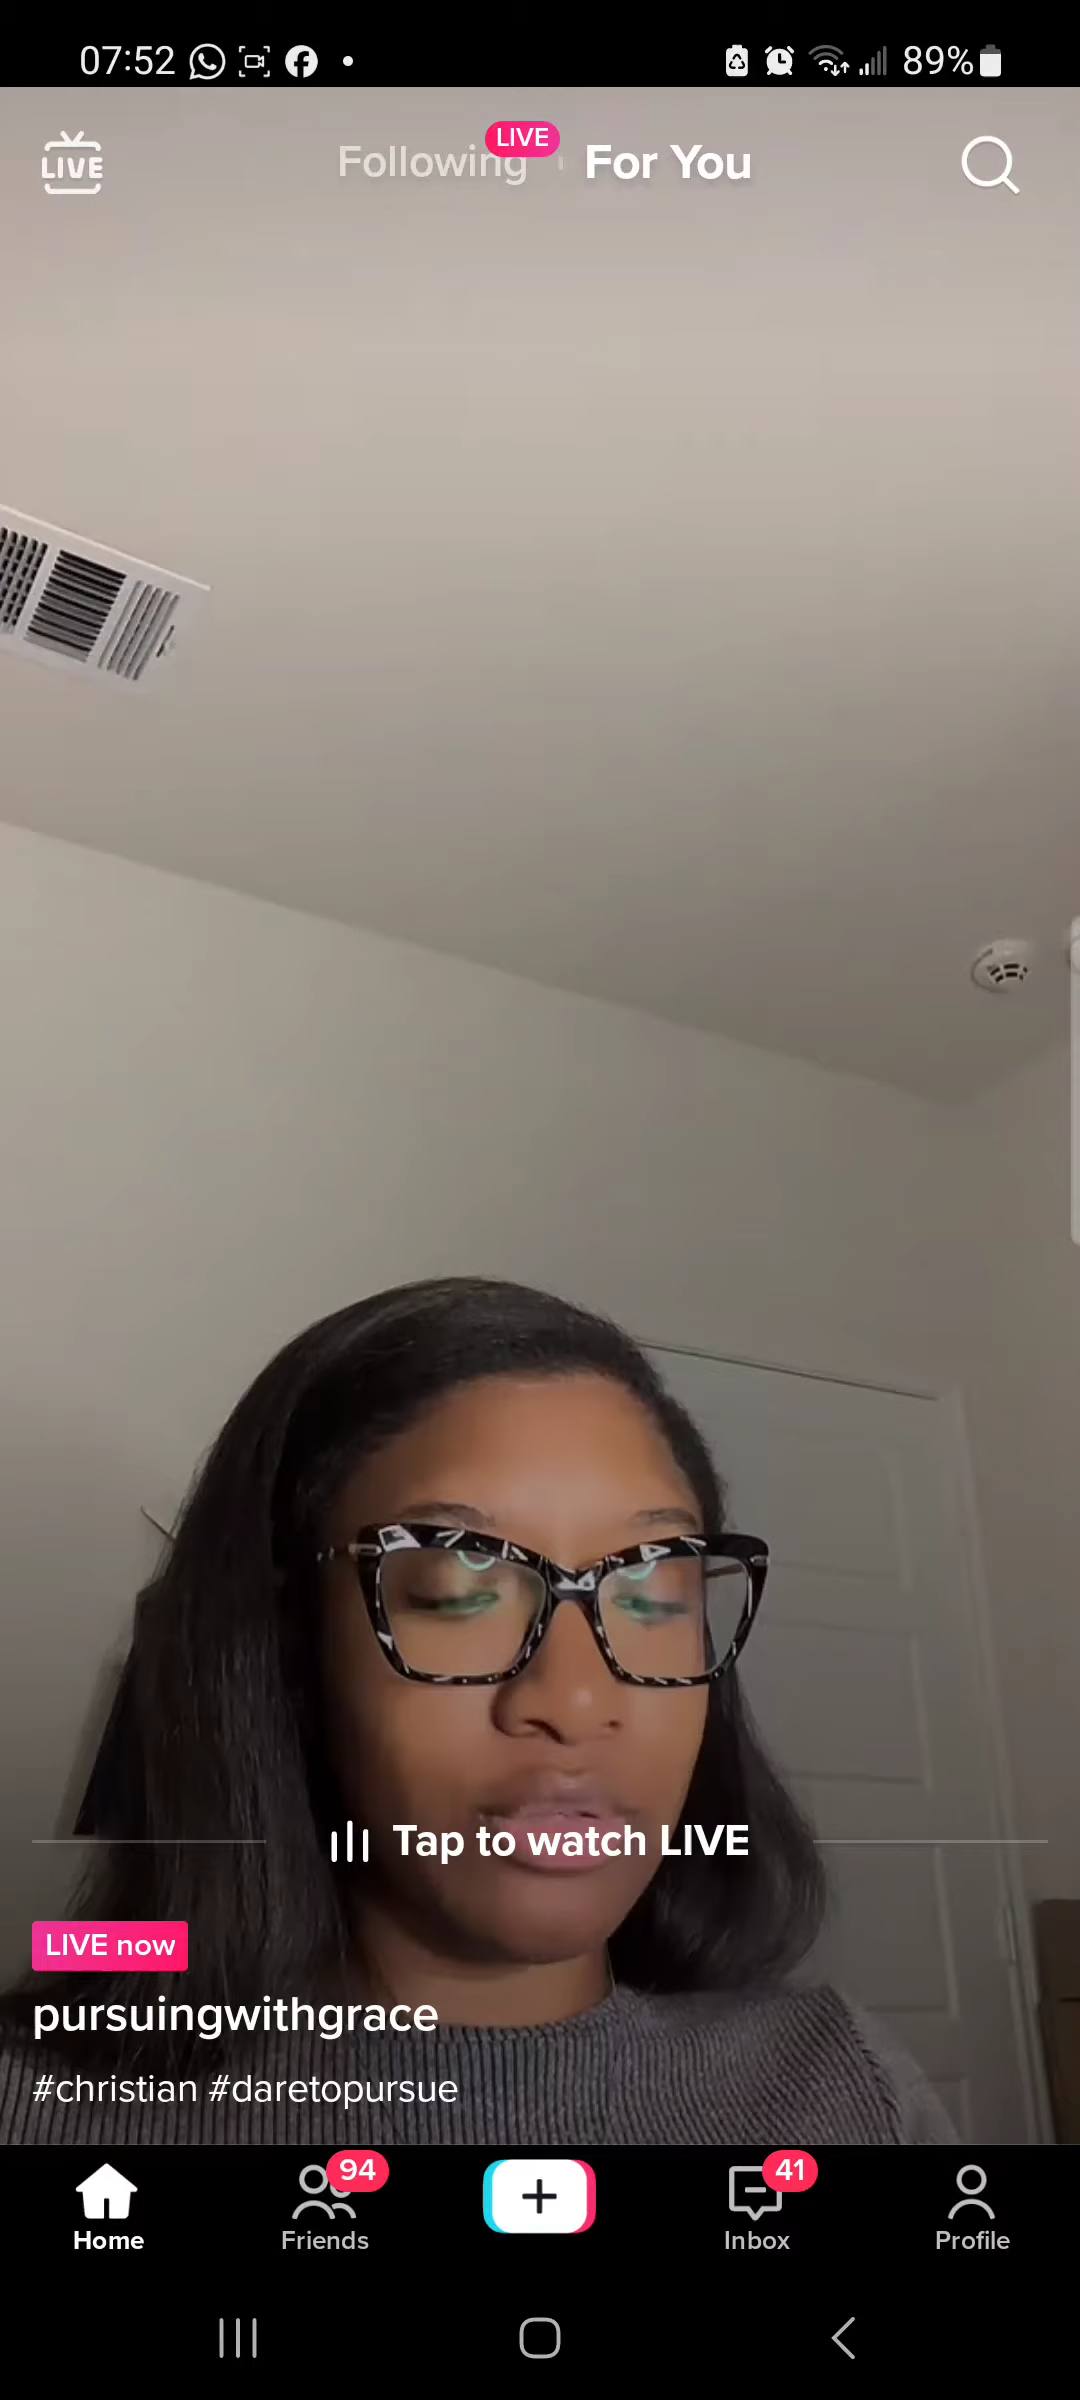 07:52
89%
LIVE
Following
LIVE
For You
Tap to watch LIVE
LIVE now
pursuingwithgrace
#christian #daretopursue
94
41
Home
Friends
Inbox
Profile